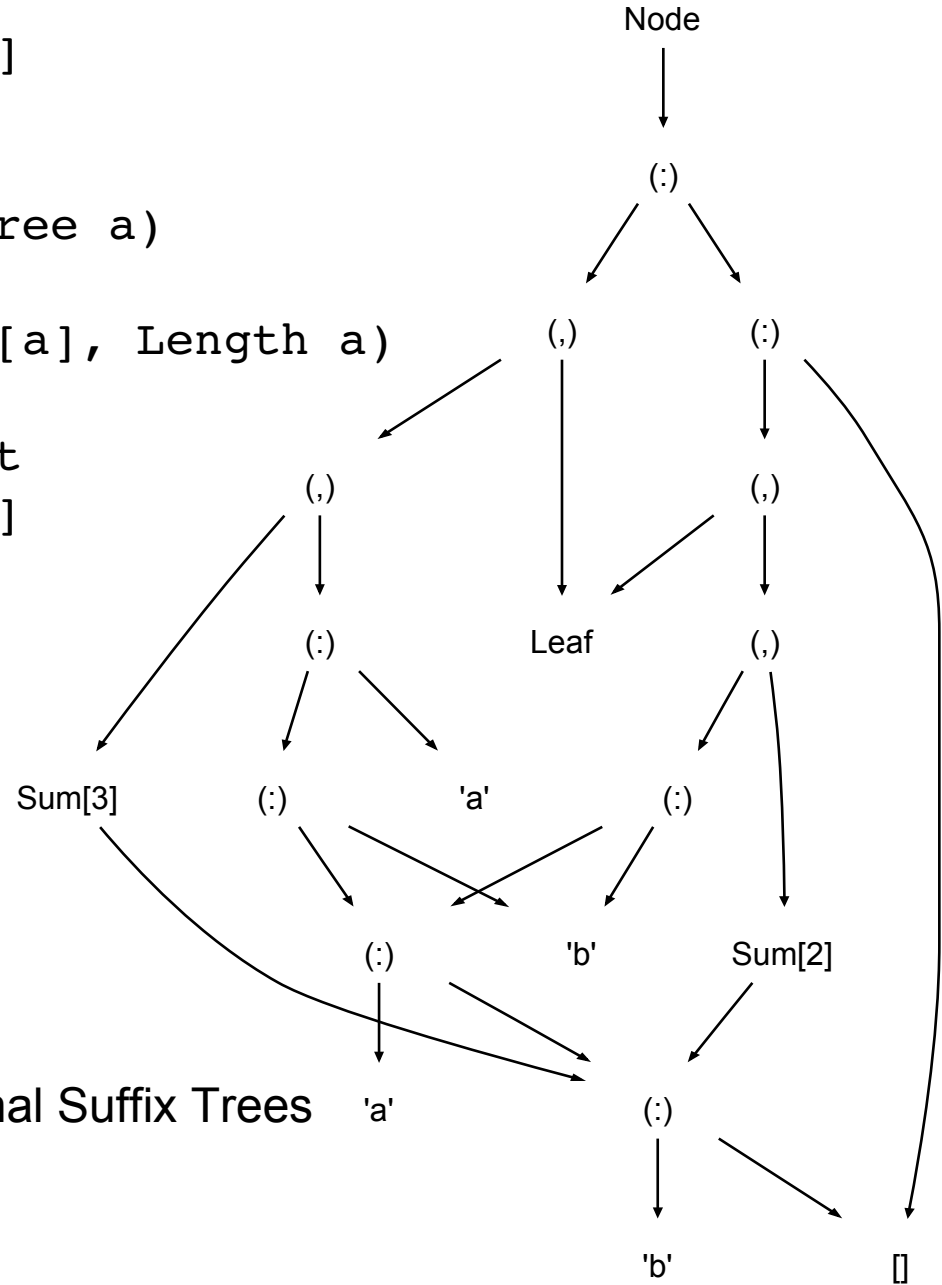 Node
]
(:)
ree a)
(,) (:)
[a], Length a)
t
(,) (,)
]
(:) Leaf (,)
Sum[3] (:) 'a' (:)
(:) 'b' Sum[2]
nal Suffix Trees 'a' (:)
'b' []